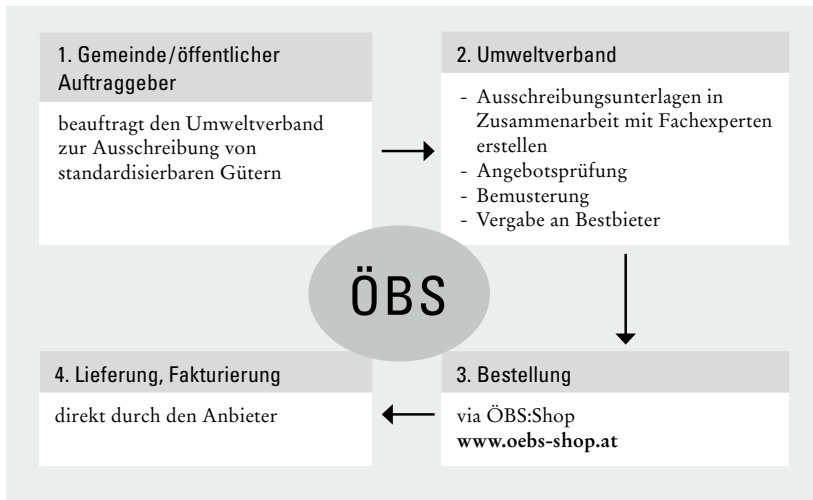 1. Gemeinde/öffentlicher
Auftraggeber
beauftragt den Umweltverband
zur Ausschreibung von
standardisierbaren Gütern
2. Umweltverband
- Ausschreibungsunterlagen in
Zusammenarbeit mit Fachexperten
erstellen
- Angebotsprüfung
- Bemusterung
- Vergabe an Bestbieter
ÖBS
3. Bestellung
via ÖBS:Shop
www.oebs-shop.at
4. Lieferung, Fakturierung
direkt durch den Anbieter